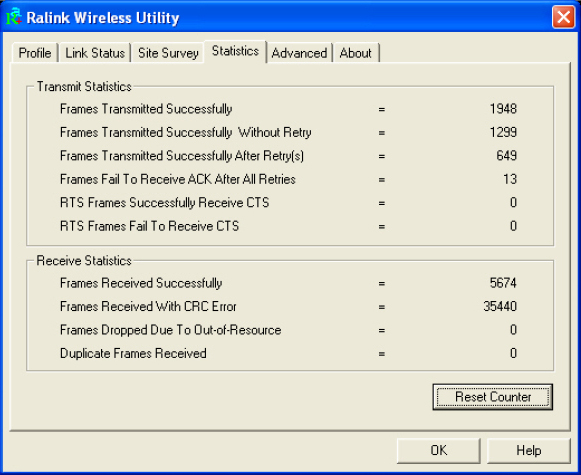 Ralink Wireless Utility
Profile Link Status Site Survey Statistics Advanced About
Transmit Statistics
Frames Transmitted Successfully = 1948
Frames Transmitted Successfully Without Retry = 1299
Frames Transmitted Successfully After Retry(s) = 649
Frames Fail To Receive ACK After All Retries = 13
RTS Frames Successfully Receive CTS = 0
RTS Frames Fail To Receive CTS = 0
Receive Statistics
Frames Received Successfully = 5674
Frames Received With CRC Error = 35440
Frames Dropped Due To Out-of-Resource = 0
Duplicate Frames Received = 0
Reset Counter
OK Help